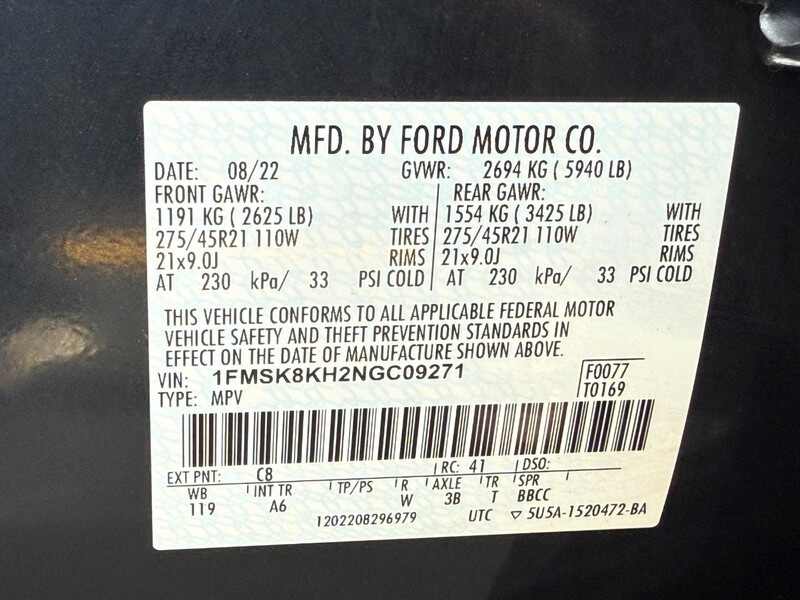 MFD. BY FORD MOTOR CO.
DATE: 08/22 GVWR: 2694 KG ( 5940 LB)
FRONT GAWR: REAR GAWR:
1191 KG ( 2625 LB) WITH 1554 KG ( 3425 LB) WITH
275/45R21 110W TIRES 275/45R21 110W TIRES
21x9.0J RIMS 21x9.0J RIMS
AT 230 kPa/ 33 PSI COLD AT 230 kPa/ 33 PSI COLD
THIS VEHICLE CONFORMS TO ALL APPLICABLE FEDERAL MOTOR
VEHICLE SAFETY AND THEFT PREVENTION STANDARDS IN
EFFECT ON THE DATE OF MANUFACTURE SHOWN ABOVE.
VIN: 1FMSK8KH2NGC09271 F0077
TYPE: MPV T0169
EXT PNT: C8 RC: 41 DSO:
WB INT TR TP/PS R AXLE TR SPR
119 A6 W 3B T BBCC
1202208296979 UTC ▽ 5U5A-1520472-BA